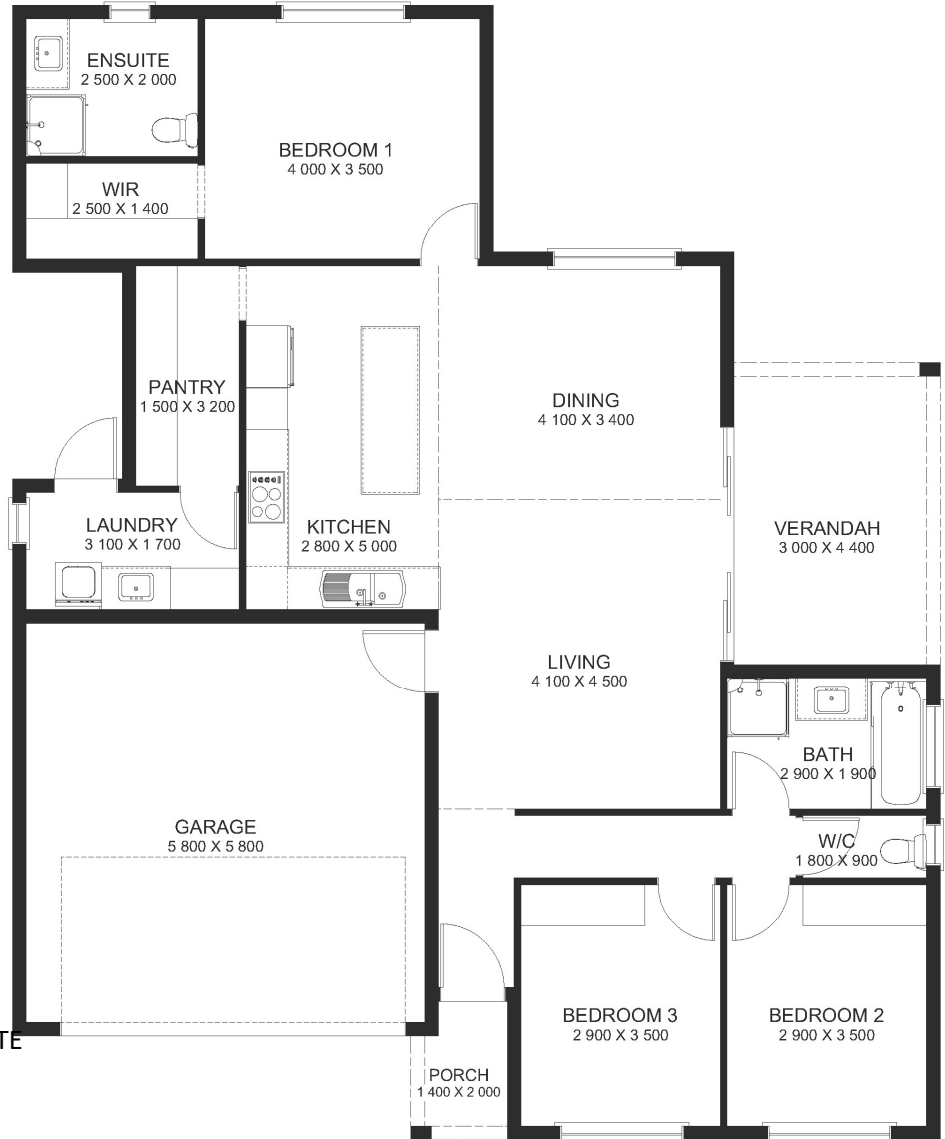 ENSUITE
2 500 X 2 000
BEDROOM 1
4 000 X 3 500
WIR
2 500 X 1 400
PANTRY
1 500 X 3 200
DINING
4 100 X 3 400
LAUNDRY
3 100 X 1 700
KITCHEN
2 800 X 5 000
VERANDAH
3 000 X 4 400
LIVING
4 100 X 4 500
BATH
2 900 X 1 900
GARAGE
5 800 X 5 800
W/C
1 800 X 900
BEDROOM 3
2 900 X 3 500
BEDROOM 2
2 900 X 3 500
TE
PORCH
1 400 X 2 000